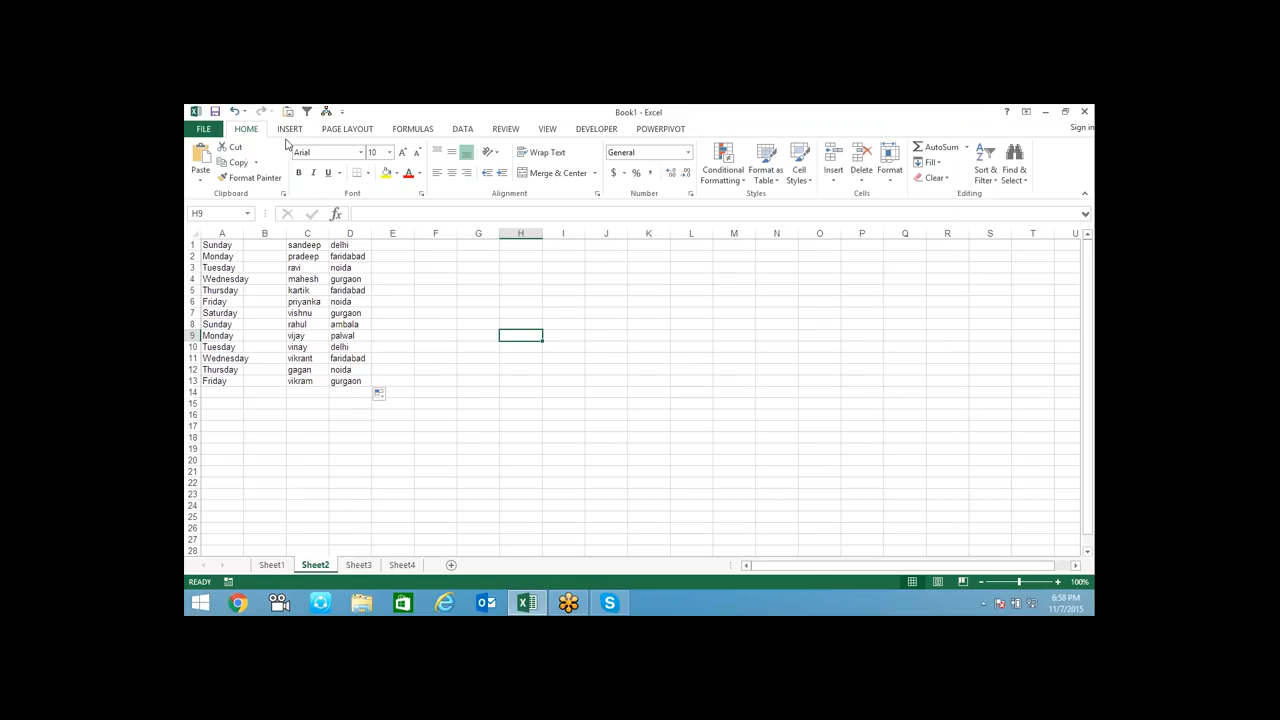 Book1 - Excel
FILE HOME INSERT PAGE LAYOUT FORMULAS DATA REVIEW VIEW DEVELOPER POWERPIVOT Sign in
Cut
Copy
Format Painter
Paste
Clipboard
Arial 10
B I U
Font
Wrap Text
Merge & Center
Alignment
General
$ % ,
Number
Conditional Formatting
Format as Table
Cell Styles
Styles
Insert Delete Format
Cells
AutoSum
Fill
Clear
Sort & Filter
Find & Select
Editing
H9 fx
A B C D E F G H I J K L M N O P Q R S T U
1 Sunday sandeep delhi
2 Monday pradeep faridabad
3 Tuesday ravi noida
4 Wednesday mahesh gurgaon
5 Thursday kartik faridabad
6 Friday priyanka noida
7 Saturday vishnu gurgaon
8 Sunday rahul ambala
9 Monday vijay palwal
10 Tuesday vinay delhi
11 Wednesday vikrant faridabad
12 Thursday gagan noida
13 Friday vikram gurgaon
14
15
16
17
18
19
20
21
22
23
24
25
26
27
28
Sheet1 Sheet2 Sheet3 Sheet4
READY 100%
6:58 PM
11/7/2015